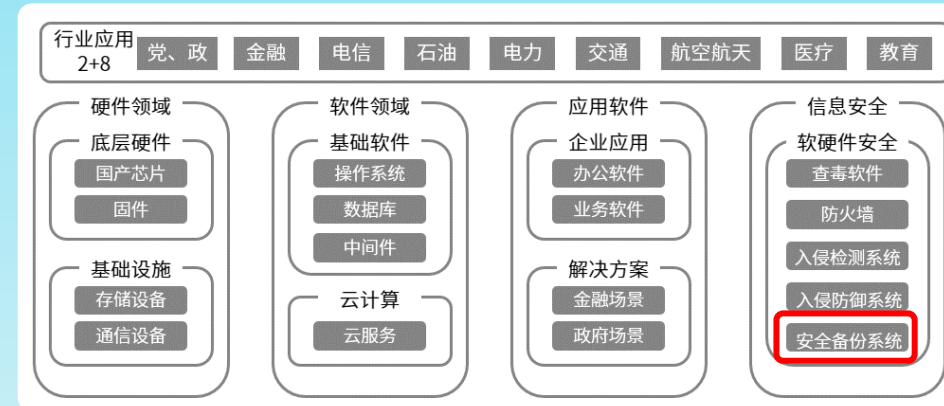 行业应用
2+8
党、政 金融 电信 石油 电力 交通 航空航天 医疗 教育
硬件领域
底层硬件
国产芯片
固件
基础设施
存储设备
通信设备
软件领域
基础软件
操作系统
数据库
中间件
云计算
云服务
应用软件
企业应用
办公软件
业务软件
解决方案
金融场景
政府场景
信息安全
软硬件安全
查毒软件
防火墙
入侵检测系统
入侵防御系统
安全备份系统